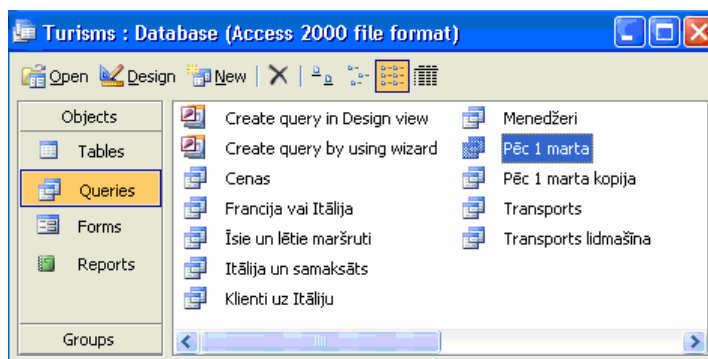 Turisms : Database (Access 2000 file format)
Open Design New
Objects
Tables
Queries
Forms
Reports
Groups
Create query in Design view
Create query by using wizard
Cenas
Francija vai Itālija
Īsie un lētie maršruti
Itālija un samaksāts
Klienti uz Itāliju
Menedžeri
Pēc 1 marta
Pēc 1 marta kopija
Transports
Transports lidmašīna